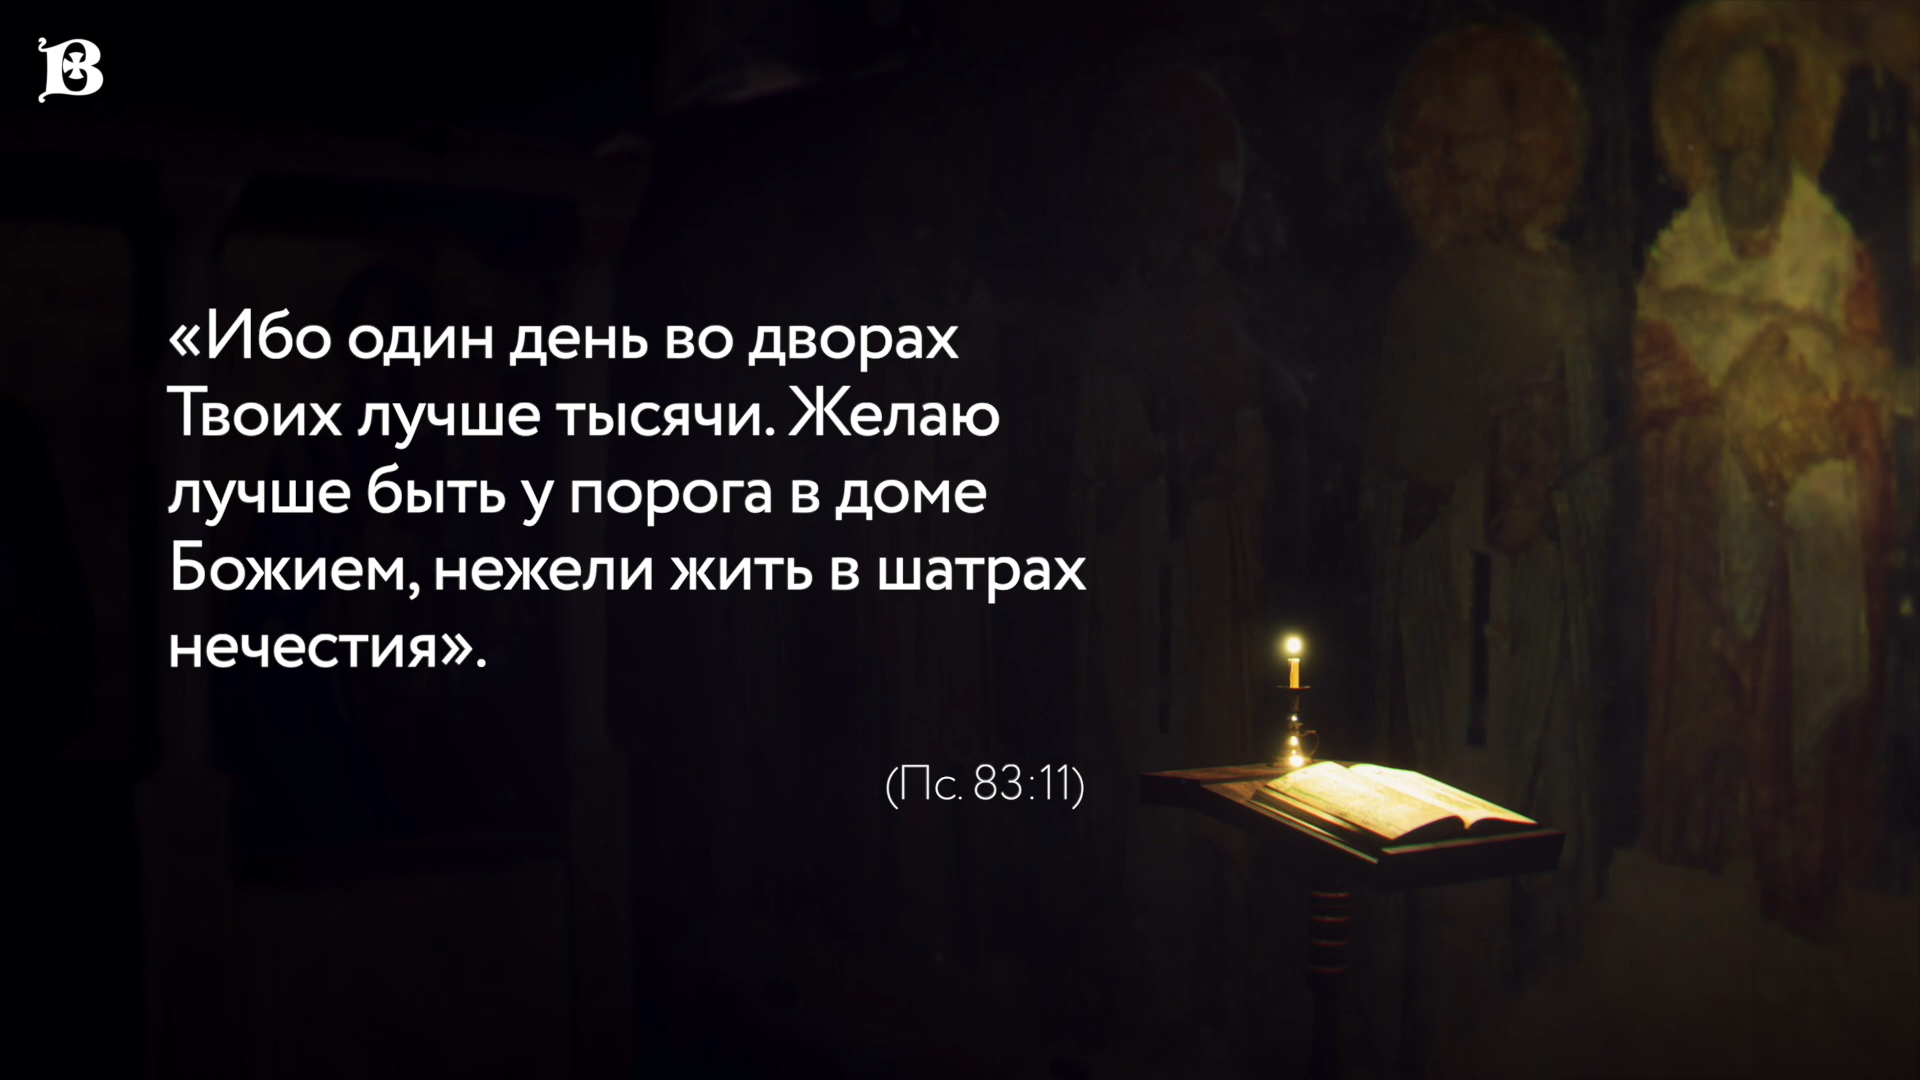 В
«Ибо один день во дворах
Твоих лучше тысячи. Желаю
лучше быть у порога в доме
Божием, нежели жить в шатрах
нечестия».
(Пс. 83:11)